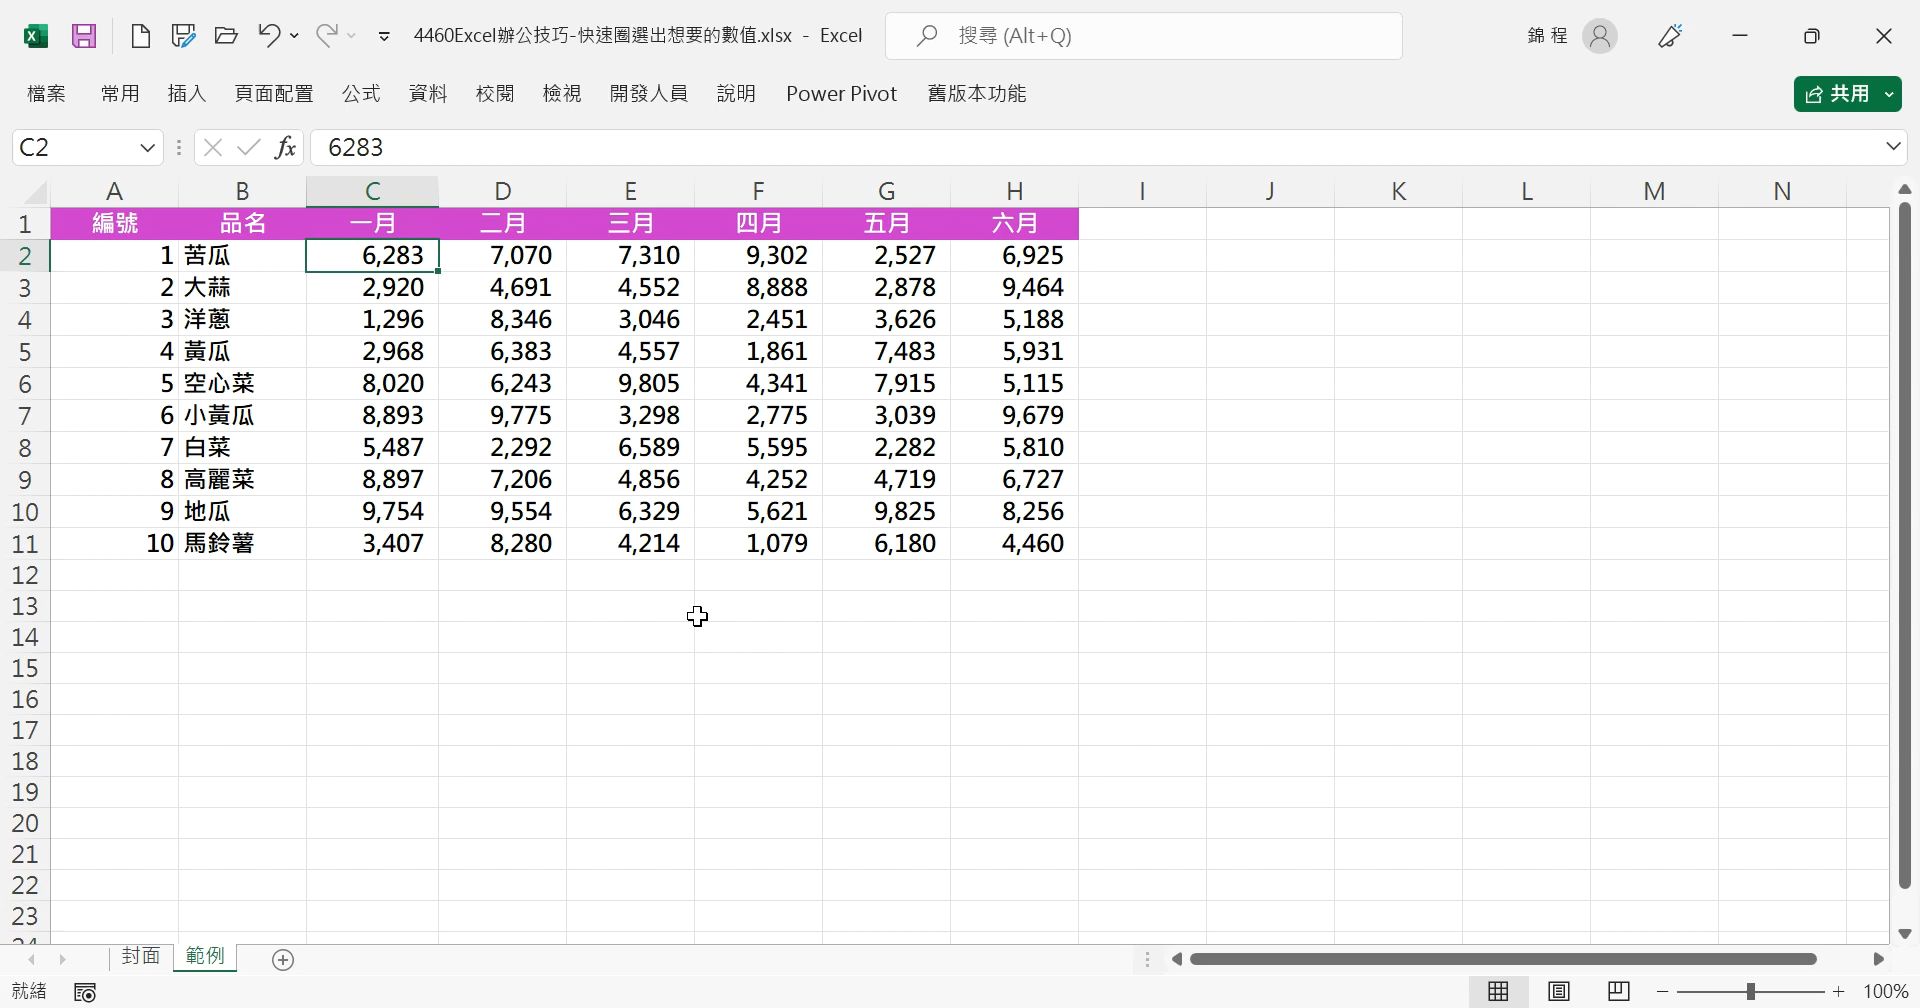 4460Excel辦公技巧-快速圈選出想要的數值.xlsx - Excel 搜尋 (Alt+Q) 錦 程
檔案 常用 插入 頁面配置 公式 資料 校閱 檢視 開發人員 說明 Power Pivot 舊版本功能 共用
C2 fx 6283
A B C D E F G H I J K L M N
1 編號 品名 一月 二月 三月 四月 五月 六月
2 1 苦瓜 6,283 7,070 7,310 9,302 2,527 6,925
3 2 大蒜 2,920 4,691 4,552 8,888 2,878 9,464
4 3 洋蔥 1,296 8,346 3,046 2,451 3,626 5,188
5 4 黃瓜 2,968 6,383 4,557 1,861 7,483 5,931
6 5 空心菜 8,020 6,243 9,805 4,341 7,915 5,115
7 6 小黃瓜 8,893 9,775 3,298 2,775 3,039 9,679
8 7 白菜 5,487 2,292 6,589 5,595 2,282 5,810
9 8 高麗菜 8,897 7,206 4,856 4,252 4,719 6,727
10 9 地瓜 9,754 9,554 6,329 5,621 9,825 8,256
11 10 馬鈴薯 3,407 8,280 4,214 1,079 6,180 4,460
12
13
14
15
16
17
18
19
20
21
22
23
24
封面 範例
就緒 100%